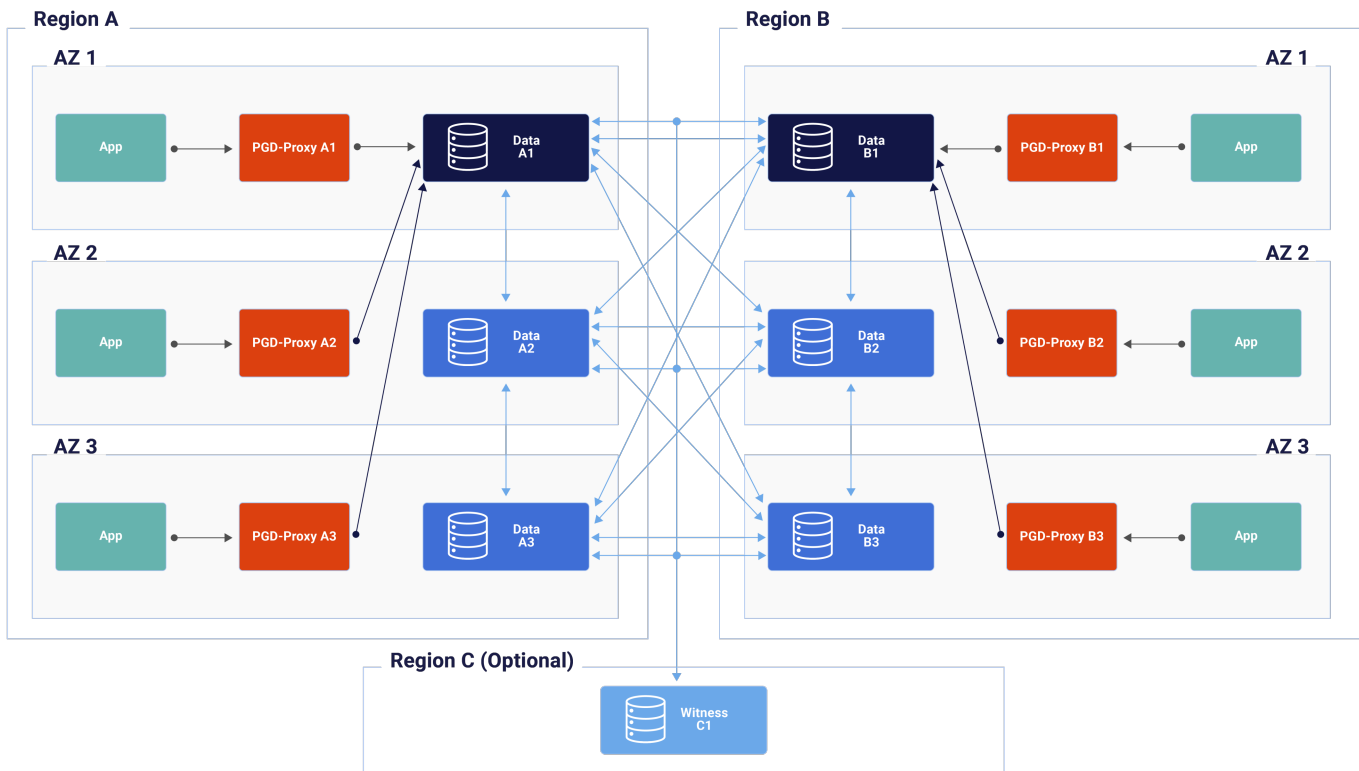 Region A
Region B
AZ 1
AZ 1
App
PGD-Proxy A1
Data
A1
Data
B1
PGD-Proxy B1
App
AZ 2
AZ 2
App
PGD-Proxy A2
Data
A2
Data
B2
PGD-Proxy B2
App
AZ 3
AZ 3
App
PGD-Proxy A3
Data
A3
Data
B3
PGD-Proxy B3
App
Region C (Optional)
Witness
C1